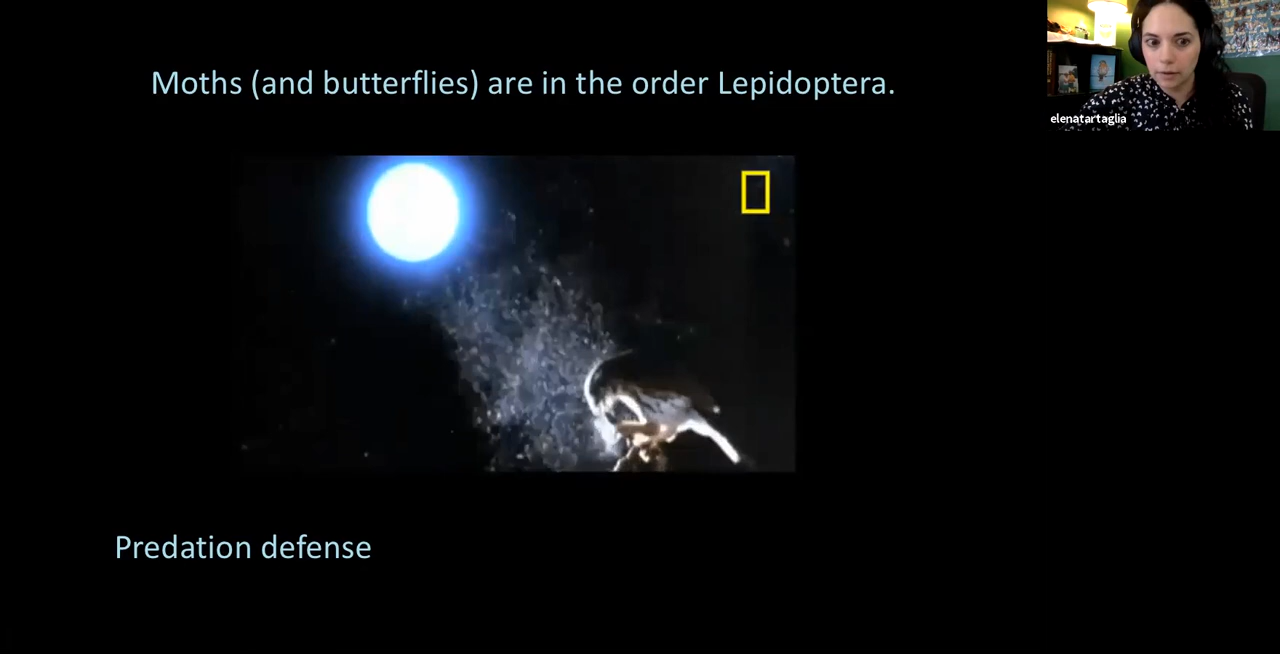 Moths (and butterflies) are in the order Lepidoptera.
elenatartaglia
Predation defense